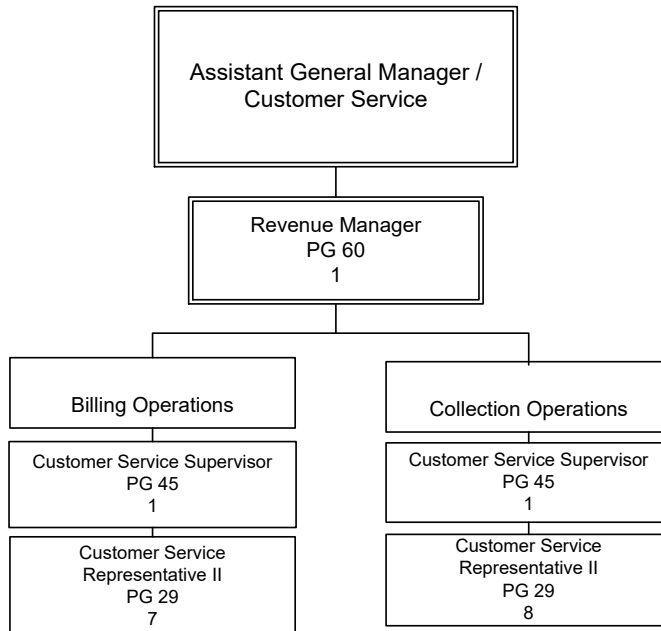 Assistant General Manager /
Customer Service
Revenue Manager
PG 60
1
Billing Operations
Customer Service Supervisor
PG 45
1
Customer Service
Representative II
PG 29
7
Collection Operations
Customer Service Supervisor
PG 45
1
Customer Service
Representative II
PG 29
8